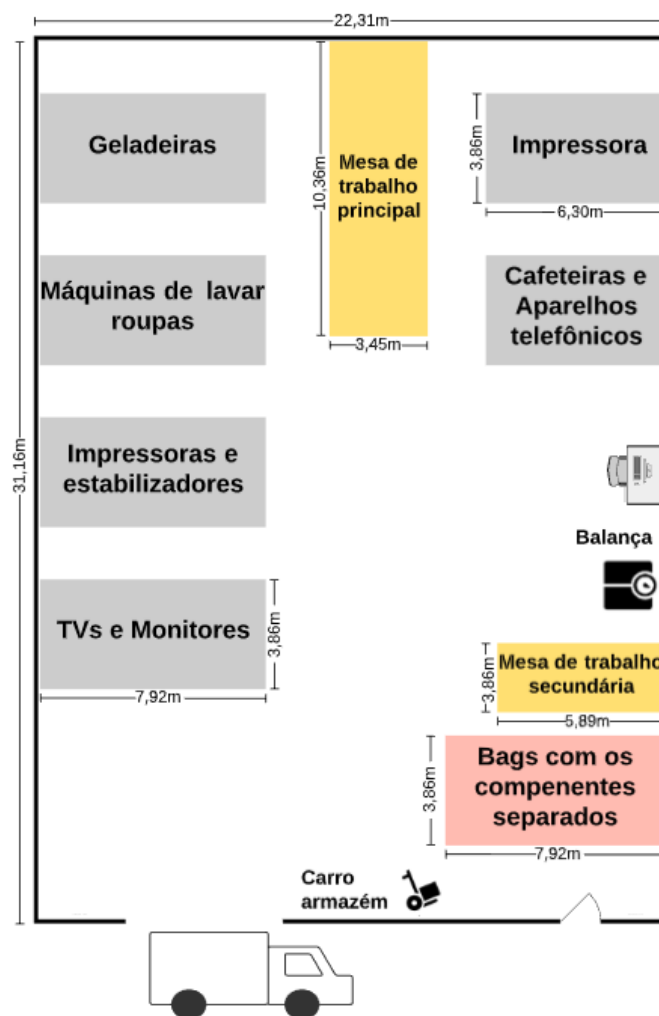 22,31m
Geladeiras
Mesa de
trabalho
principal
10,36m
3,45m
3,86m
Impressora
6,30m
Máquinas de lavar
roupas
Cafeteiras e
Aparelhos
telefônicos
31,16m
Impressoras e
estabilizadores
Balança
TVs e Monitores
3,86m
7,92m
3,86m
Mesa de trabalho
secundária
5,89m
3,86m
Bags com os
compenentes
separados
7,92m
Carro
armazém